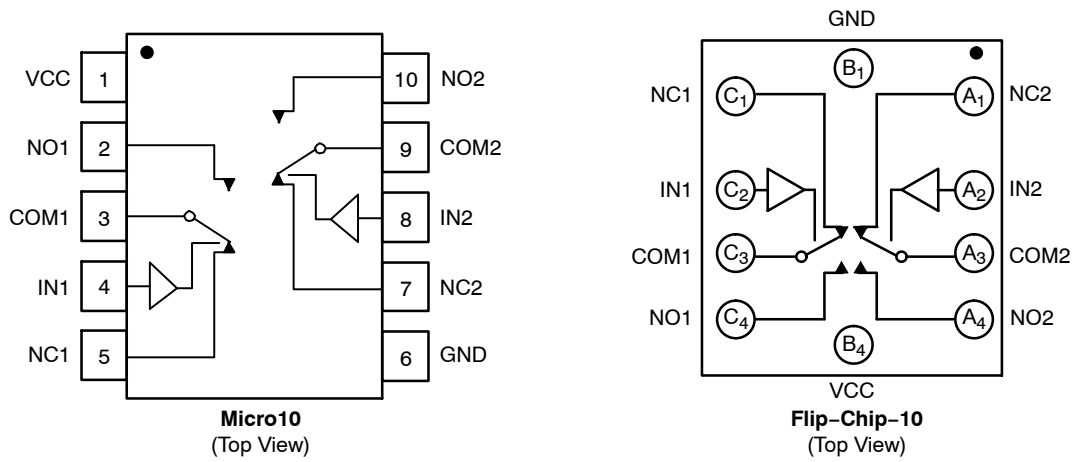 VCC 1
10 NO2
NO1 2
9 COM2
COM1 3
8 IN2
IN1 4
7 NC2
NC1 5
6 GND
Micro10
(Top View)
GND
B1
NC1 C1
A1 NC2
IN1 C2
A2 IN2
COM1 C3
A3 COM2
NO1 C4
A4 NO2
B4
VCC
Flip−Chip−10
(Top View)